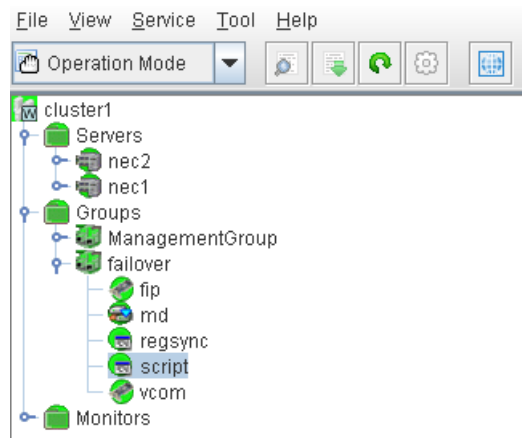 File View Service Tool Help
Operation Mode
cluster1
Servers
nec2
nec1
Groups
ManagementGroup
failover
fip
md
regsync
script
vcom
Monitors